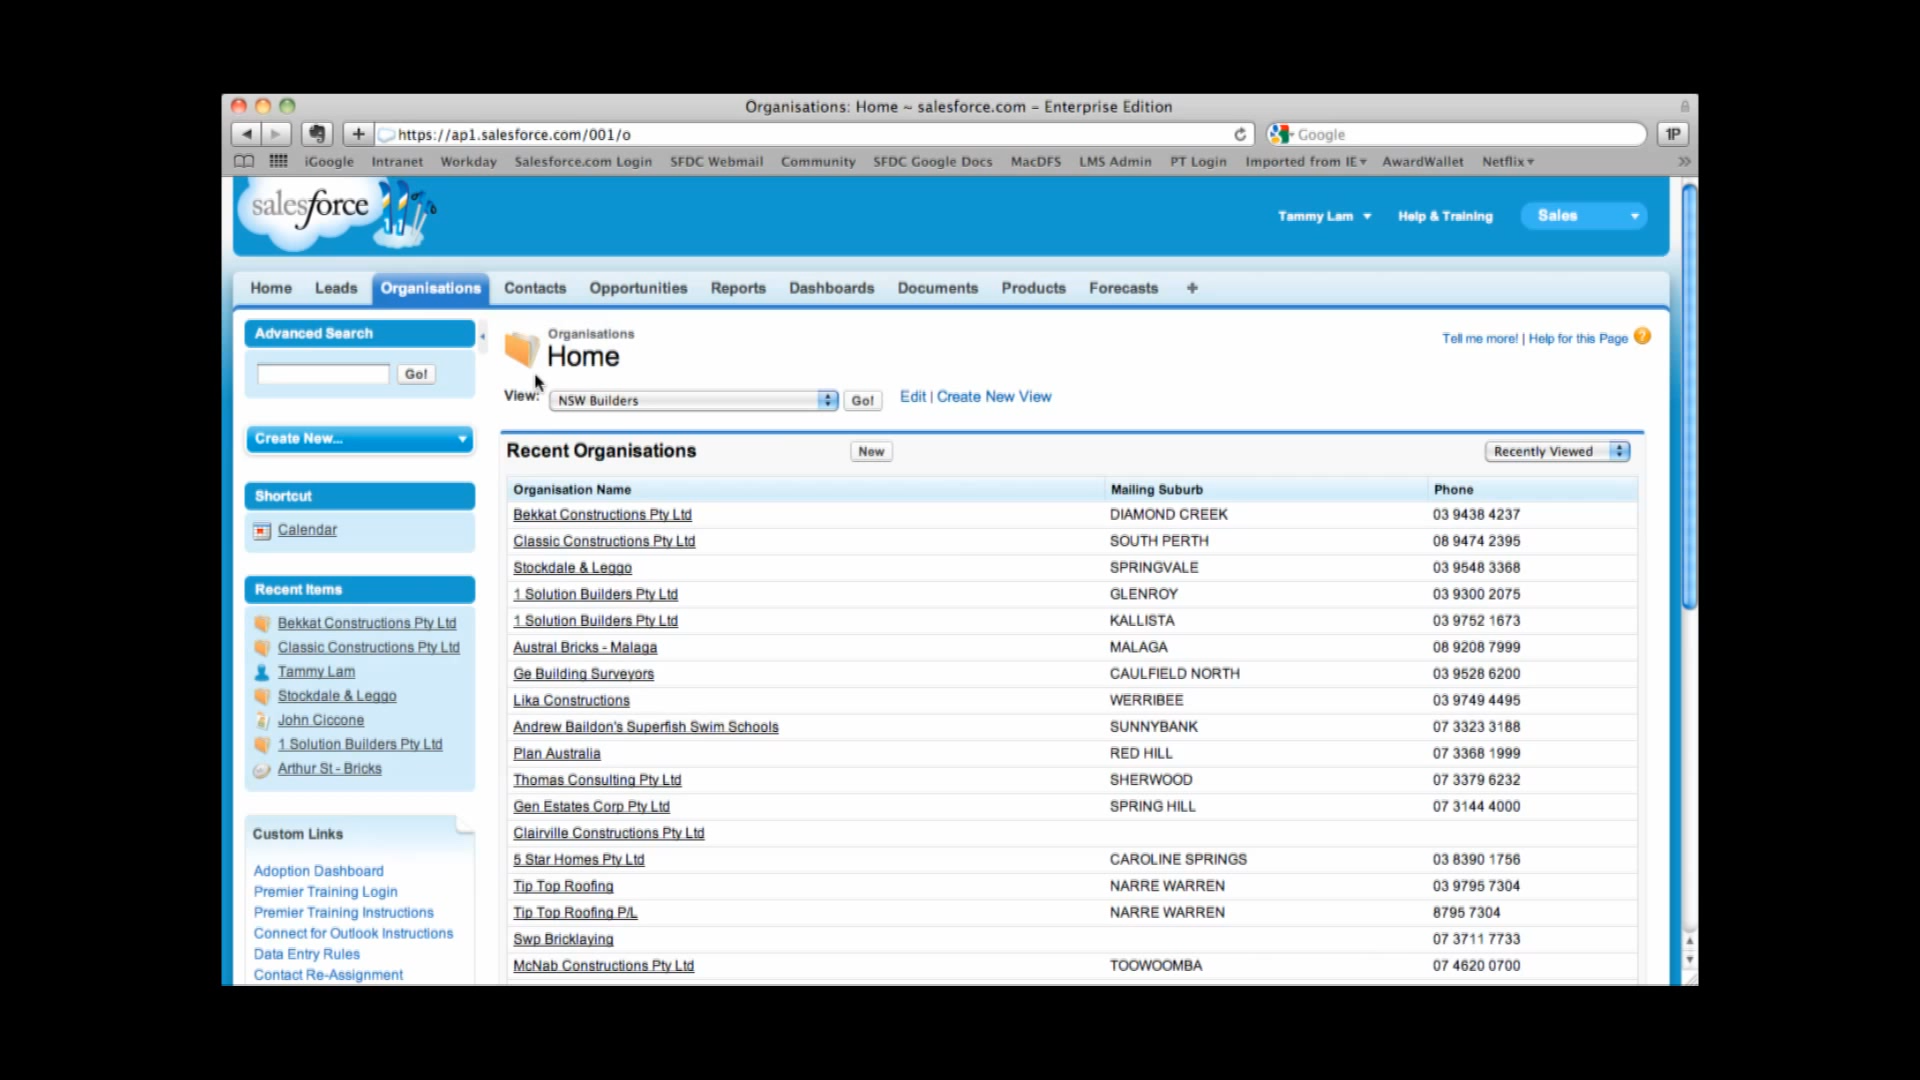 Organisations: Home ~ salesforce.com – Enterprise Edition
https://ap1.salesforce.com/001/o
Google
1P
iGoogle Intranet Workday Salesforce.com Login SFDC Webmail Community SFDC Google Docs MacDFS LMS Admin PT Login Imported from IE▾ AwardWallet Netflix▾
salesforce
Tammy Lam Help & Training Sales
Home Leads Organisations Contacts Opportunities Reports Dashboards Documents Products Forecasts +
Advanced Search
Go!
Create New...
Shortcut
Calendar
Recent Items
Bekkat Constructions Pty Ltd
Classic Constructions Pty Ltd
Tammy Lam
Stockdale & Leggo
John Ciccone
1 Solution Builders Pty Ltd
Arthur St - Bricks
Custom Links
Adoption Dashboard
Premier Training Login
Premier Training Instructions
Connect for Outlook Instructions
Data Entry Rules
Contact Re-Assignment
Organisations
Home
Tell me more! | Help for this Page ?
View: NSW Builders Go! Edit | Create New View
Recent Organisations New Recently Viewed
Organisation Name Mailing Suburb Phone
Bekkat Constructions Pty Ltd DIAMOND CREEK 03 9438 4237
Classic Constructions Pty Ltd SOUTH PERTH 08 9474 2395
Stockdale & Leggo SPRINGVALE 03 9548 3368
1 Solution Builders Pty Ltd GLENROY 03 9300 2075
1 Solution Builders Pty Ltd KALLISTA 03 9752 1673
Austral Bricks - Malaga MALAGA 08 9208 7999
Ge Building Surveyors CAULFIELD NORTH 03 9528 6200
Lika Constructions WERRIBEE 03 9749 4495
Andrew Baildon's Superfish Swim Schools SUNNYBANK 07 3323 3188
Plan Australia RED HILL 07 3368 1999
Thomas Consulting Pty Ltd SHERWOOD 07 3379 6232
Gen Estates Corp Pty Ltd SPRING HILL 07 3144 4000
Clairville Constructions Pty Ltd
5 Star Homes Pty Ltd CAROLINE SPRINGS 03 8390 1756
Tip Top Roofing NARRE WARREN 03 9795 7304
Tip Top Roofing P/L NARRE WARREN 8795 7304
Swp Bricklaying 07 3711 7733
McNab Constructions Pty Ltd TOOWOOMBA 07 4620 0700